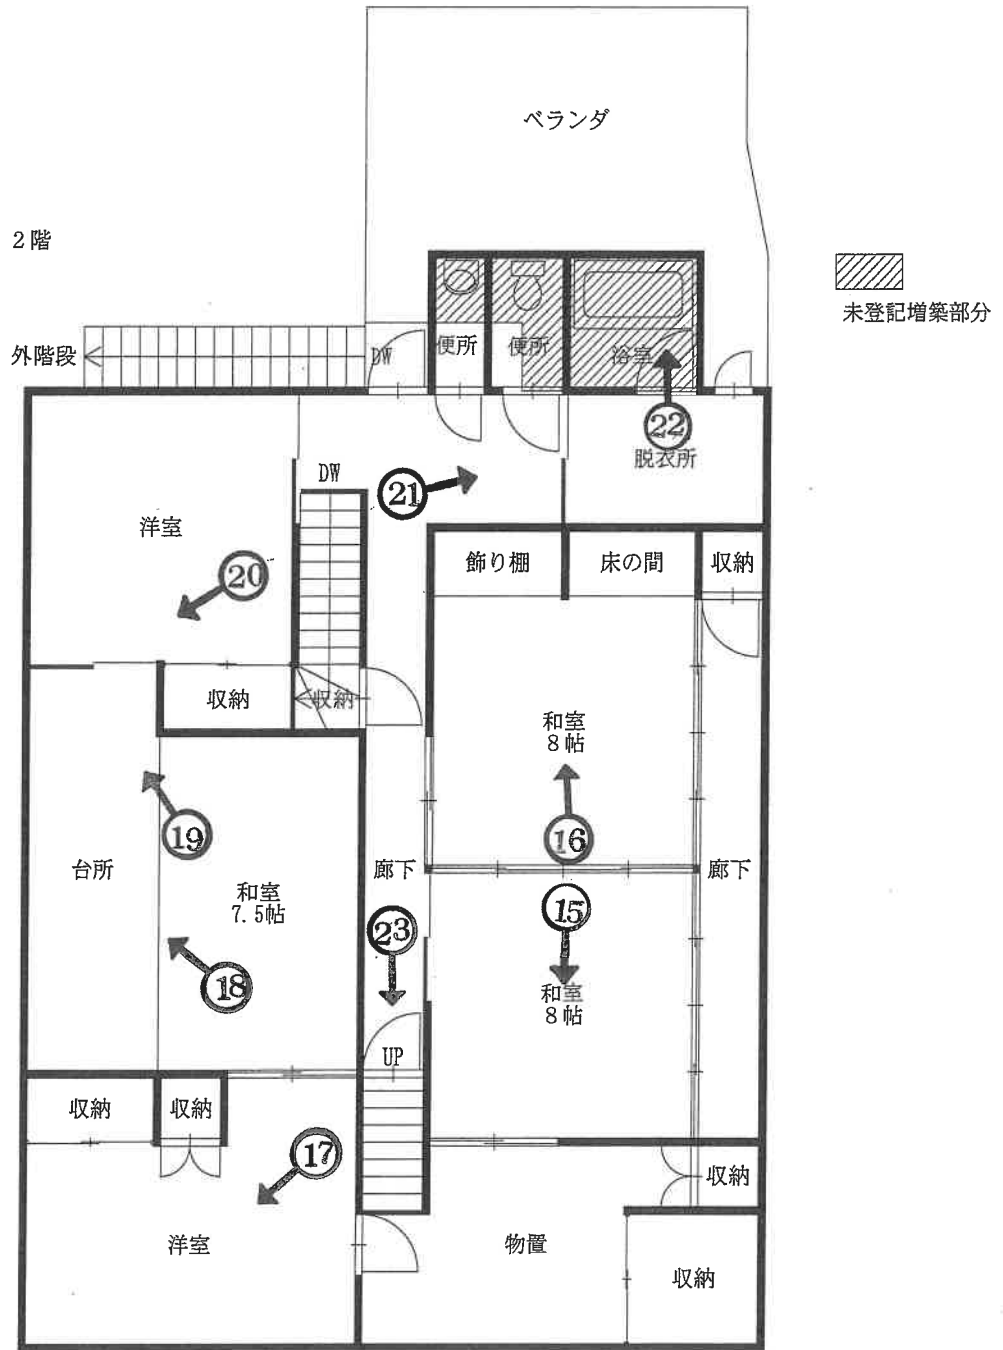 ベランダ
2階
未登記増築部分
外階段
DW
便所
便所
浴室
22
脱衣所
DW
21
洋室
飾り棚
床の間
収納
20
収納
収納
和室
8帖
19
16
台所
和室
7.5帖
廊下
廊下
15
23
18
和室
8帖
UP
収納
収納
17
収納
洋室
物置
収納